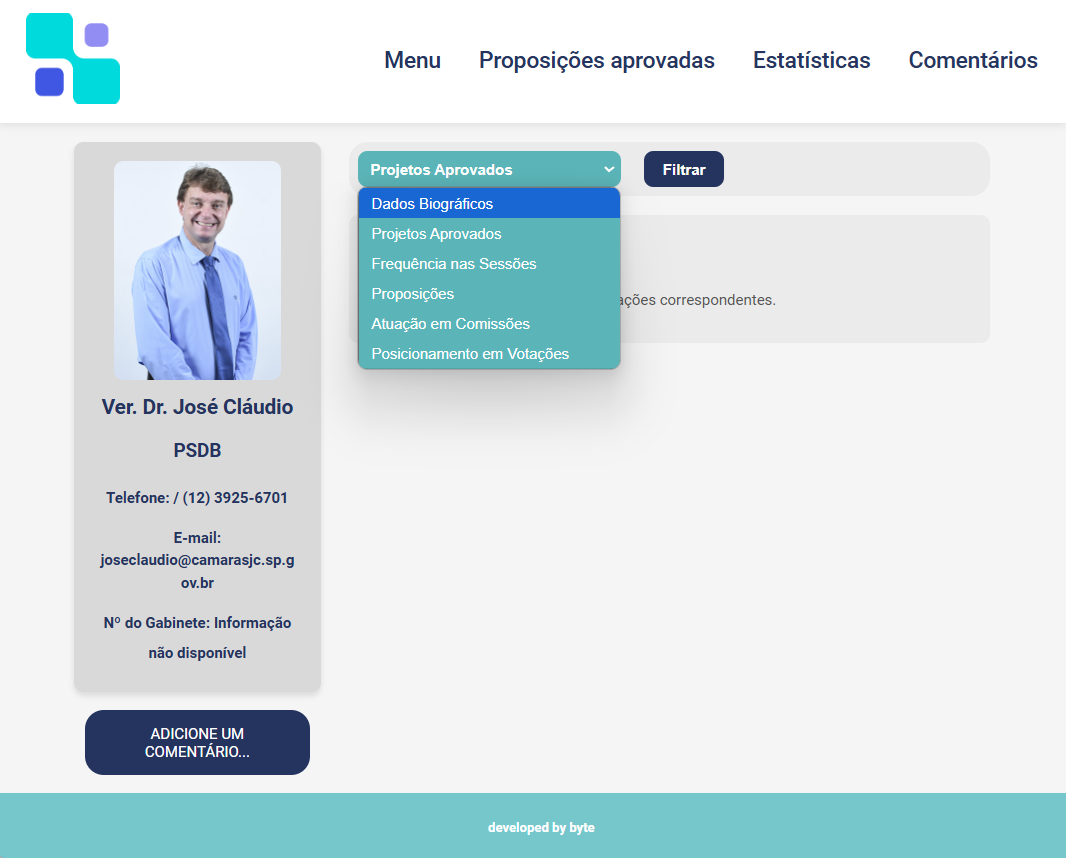 Menu
Proposições aprovadas
Estatísticas
Comentários
Ver. Dr. José Cláudio
PSDB
Telefone: / (12) 3925-6701
E-mail:
joseclaudio@camarasjc.sp.g
ov.br
Nº do Gabinete: Informação
não disponível
ADICIONE UM
COMENTÁRIO...
Projetos Aprovados
Filtrar
Dados Biográficos
Projetos Aprovados
Frequência nas Sessões
Proposições
Atuação em Comissões
Posicionamento em Votações
ações correspondentes.
developed by byte